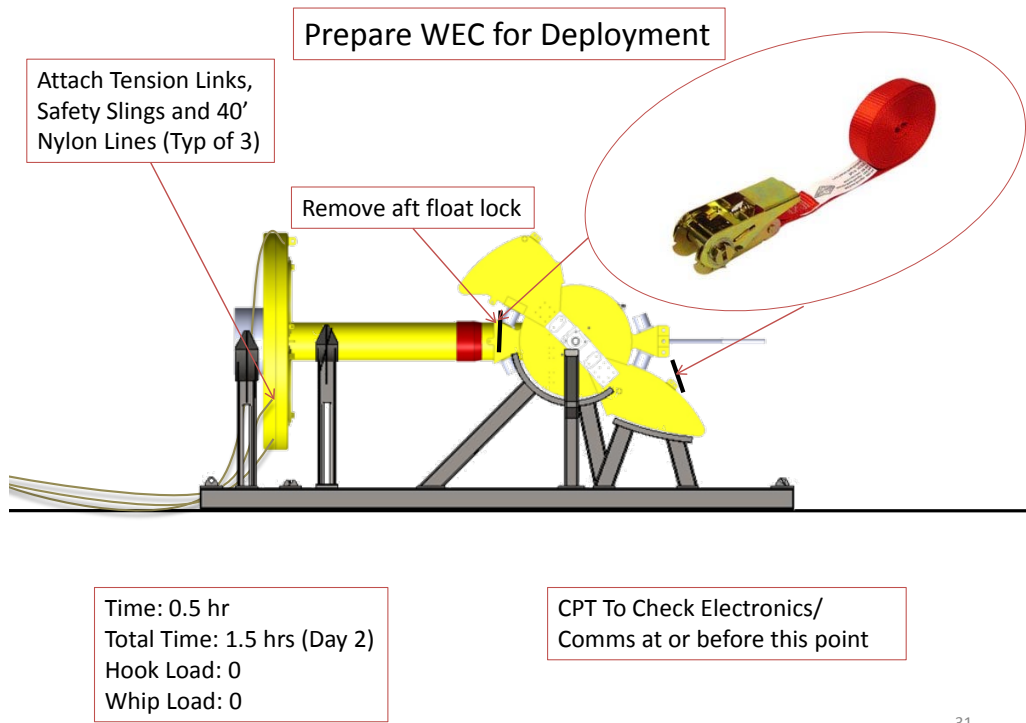 Prepare WEC for Deployment
Attach Tension Links,
Safety Slings and 40’
Nylon Lines (Typ of 3)
Remove aft float lock
Time: 0.5 hr
Total Time: 1.5 hrs (Day 2)
Hook Load: 0
Whip Load: 0
CPT To Check Electronics/
Comms at or before this point
31